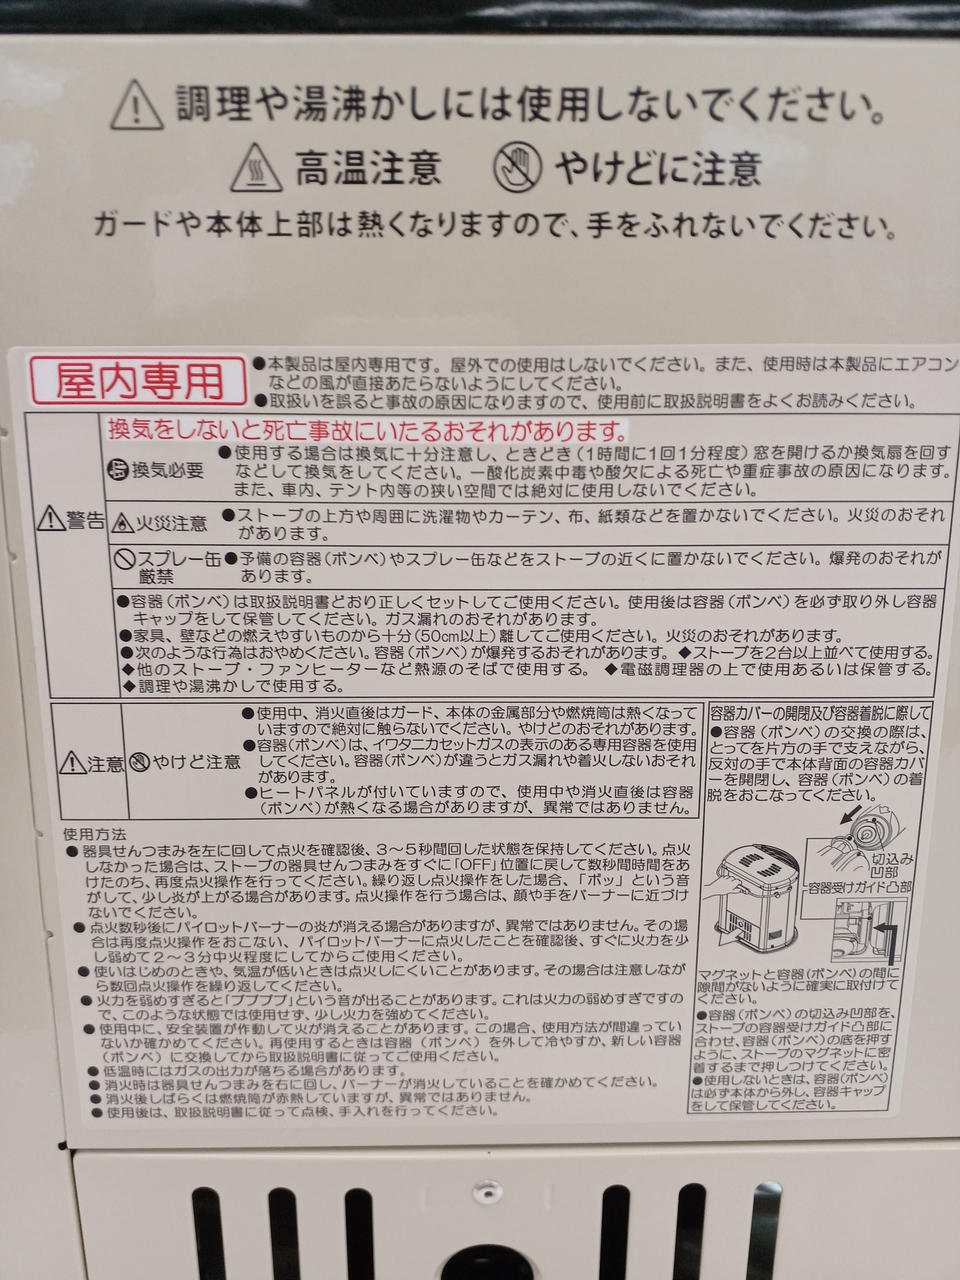 調理や湯沸かしには使用しないでください。
高温注意 やけどに注意
ガードや本体上部は熱くなりますので、手をふれないでください。
屋内専用
●本製品は屋内専用です。屋外での使用はしないでください。また、使用時は本製品にエアコン
などの風が直接あたらないようにしてください。
●取扱いを誤ると事故の原因になりますので、使用前に取扱説明書をよくお読みください。
警告
換気をしないと死亡事故にいたるおそれがあります。
換気必要
●使用する場合は換気に十分注意し、ときどき(1時間に1回1分程度)窓を開けるか換気扇を回す
などして換気をしてください。一酸化炭素中毒や酸欠による死亡や重症事故の原因になります。
また、車内、テント内等の狭い空間では絶対に使用しないでください。
火災注意
●ストーブの上方や周囲に洗濯物やカーテン、布、紙類などを置かないでください。火災のおそれ
があります。
スプレー缶
厳禁
●予備の容器(ボンベ)やスプレー缶などをストーブの近くに置かないでください。爆発のおそれが
あります。
●容器(ボンベ)は取扱説明書どおり正しくセットしてご使用ください。使用後は容器(ボンベ)を必ず取り外し容器
キャップをして保管してください。ガス漏れのおそれがあります。
●家具、壁などの燃えやすいものから十分(50cm以上)離してご使用ください。火災のおそれがあります。
●次のような行為はおやめください。容器(ボンベ)が爆発するおそれがあります。◆ストーブを2台以上並べて使用する。
◆他のストーブ・ファンヒーターなど熱源のそばで使用する。 ◆電磁調理器の上で使用あるいは保管する。
◆調理や湯沸かしで使用する。
注意
やけど注意
●使用中、消火直後はガード、本体の金属部分や燃焼筒は熱くなって
いますので絶対に触らないでください。やけどのおそれがあります。
●容器(ボンベ)は、イワタニカセットガスの表示のある専用容器を使用
してください。容器(ボンベ)が違うとガス漏れや着火しないおそれ
があります。
●ヒートパネルが付いていますので、使用中や消火直後は容器
(ボンベ)が熱くなる場合がありますが、異常ではありません。
使用方法
●器具せんつまみを左に回して点火を確認後、3〜5秒間回した状態を保持してください。点火
しなかった場合は、ストーブの器具せんつまみをすぐに「OFF」位置に戻して数秒間時間をあ
けたのち、再度点火操作を行ってください。繰り返し点火操作をした場合、「ボッ」という音
がして、少し炎が上がる場合があります。点火操作を行う場合は、顔や手をバーナーに近づけ
ないでください。
●点火数秒後にパイロットバーナーの炎が消える場合がありますが、異常ではありません。その場
合は再度点火操作をおこない、パイロットバーナーに点火したことを確認後、すぐに火力を少
し弱めて2〜3分中火程度にしてからご使用ください。
●使いはじめのときや、気温が低いときは点火しにくいことがあります。その場合は注意しなが
ら数回点火操作を繰り返してください。
●火力を弱めすぎると「ブブブブ」という音が出ることがあります。これは火力の弱めすぎですの
で、このような状態では使用せず、少し火力を強めてください。
●使用中に、安全装置が作動して火が消えることがあります。この場合、使用方法が間違ってい
ないか確かめてください。再使用するときは容器(ボンベ)を外して冷やすか、新しい容器
(ボンベ)に交換してから取扱説明書に従ってご使用ください。
●低温時にはガスの出力が落ちる場合があります。
●消火時は器具せんつまみを右に回し、バーナーが消火していることを確かめてください。
●消火後しばらくは燃焼筒が赤熱していますが、異常ではありません。
●使用後は、取扱説明書に従って点検、手入れを行ってください。
容器カバーの開閉及び容器着脱に際して
●容器(ボンベ)の交換の際は、
とってを片方の手で支えながら、
反対の手で本体背面の容器カバ
ーを開閉し、容器(ボンベ)の着
脱をおこなってください。
切込み
凹部
容器受けガイド凸部
マグネットと容器(ボンベ)の間に
隙間がないように確実に取付けて
ください。
●容器(ボンベ)の切込み凹部を、
ストーブの容器受けガイド凸部に
合わせ、容器(ボンベ)の底を押す
ように、ストーブのマグネットに密
着するまで押しつけてください。
●使用しないときは、容器(ボンベ)
は必ず本体から外し、容器キャップ
をして保管してください。